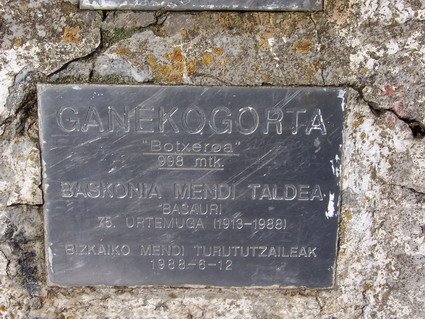 GANEKOGORTA
"Botxeroa"
998 mtk.
BASKONIA MENDI TALDEA
BASAURI
75. URTEMUGA (1913-1988)
BIZKAIKO MENDI TURUTUTZAILEAK
1988-6-12